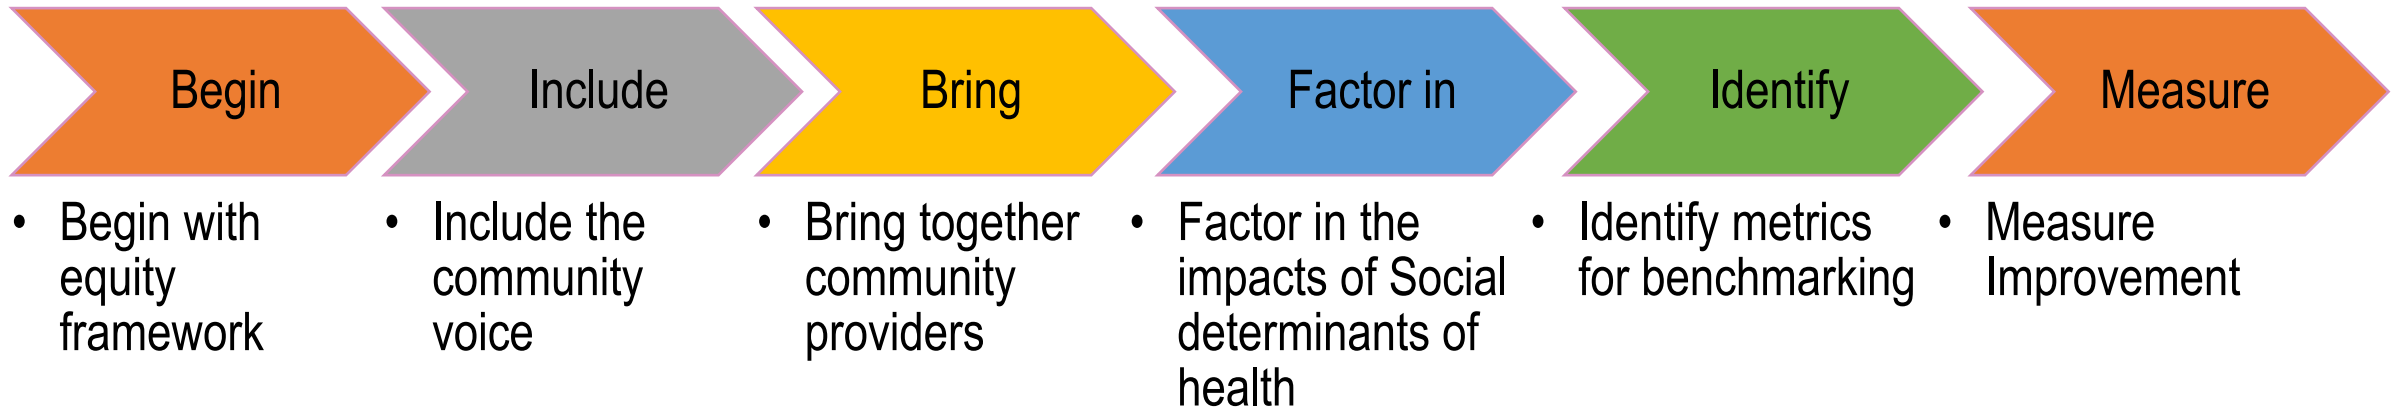 Begin
Include
Bring
Factor in
Identify
Measure
• Begin with
equity
framework
• Include the
community
voice
• Bring together
community
providers
• Factor in the
impacts of Social
determinants of
health
• Identify metrics
for benchmarking
• Measure
Improvement